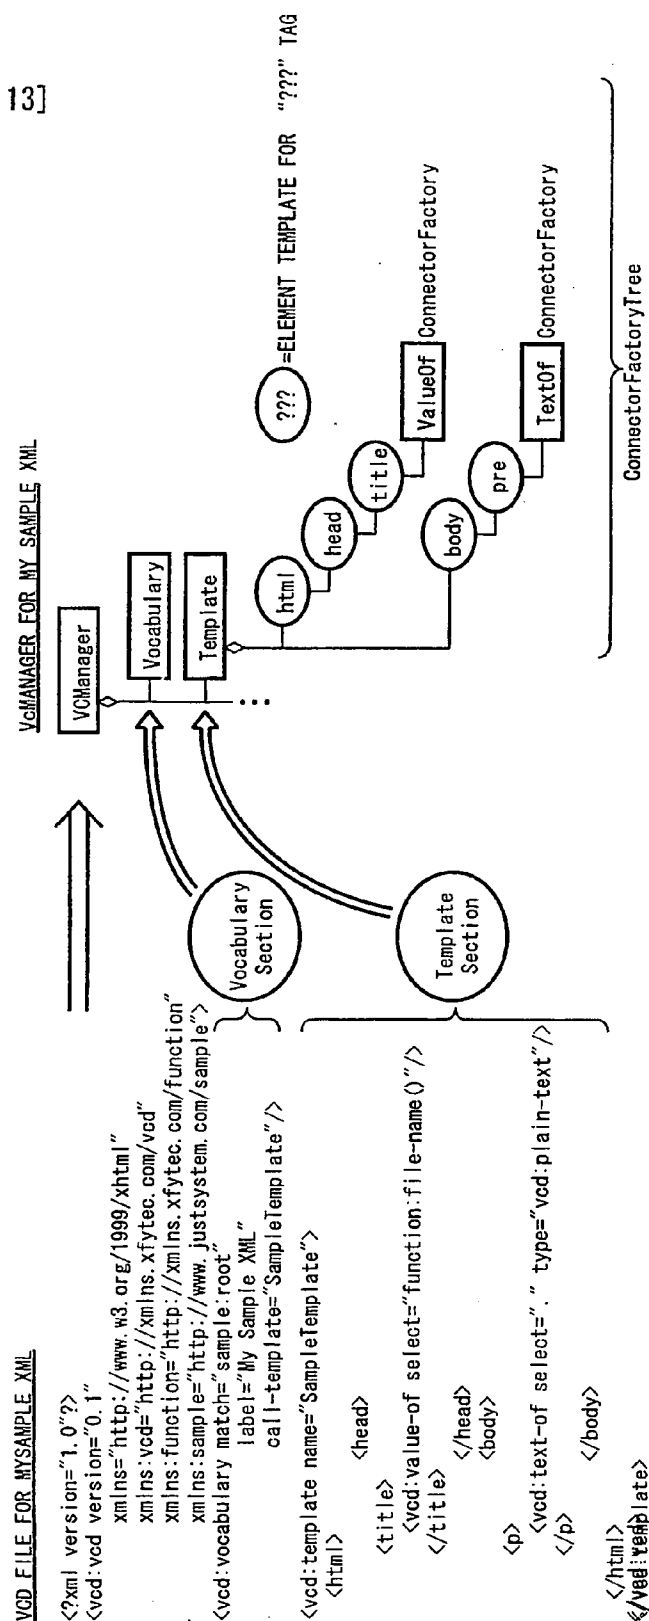 13]
VCD FILE FOR MYSAMPLE XML
<?xml version="1.0"?>
<vcd:vcd version="0.1"
xmlns="http://www.w3.org/1999/xhtml"
xmlns:vcd="http://xmlns.xfytec.com/vcd"
xmlns:function="http://xmlns.xfytec.com/function"
xmlns:sample="http://www.justsystem.com/sample">
<vcd:vocabulary match="sample:root"
label="My Sample XML"
call-template="SampleTemplate"/>
<vcd:template name="SampleTemplate">
<html>
<head>
<title>
<vcd:value-of select="function:file-name()"/>
</title>
</head>
<body>
<p>
<vcd:text-of select="." type="vcd:plain-text"/>
</p>
</body>
</html>
</vcd:template>
Vocabulary
Section
Template
Section
VcMANAGER FOR MY SAMPLE XML
VCManager
Vocabulary
Template
...
html
head
title
ValueOf ConnectorFactory
body
pre
TextOf ConnectorFactory
??? =ELEMENT TEMPLATE FOR "???" TAG
ConnectorFactoryTree